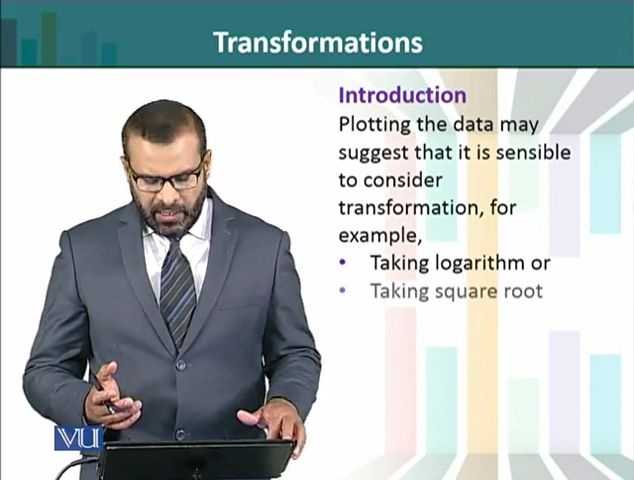 Transformations
Introduction
Plotting the data may
suggest that it is sensible
to consider
transformation, for
example,
• Taking logarithm or
• Taking square root
VU